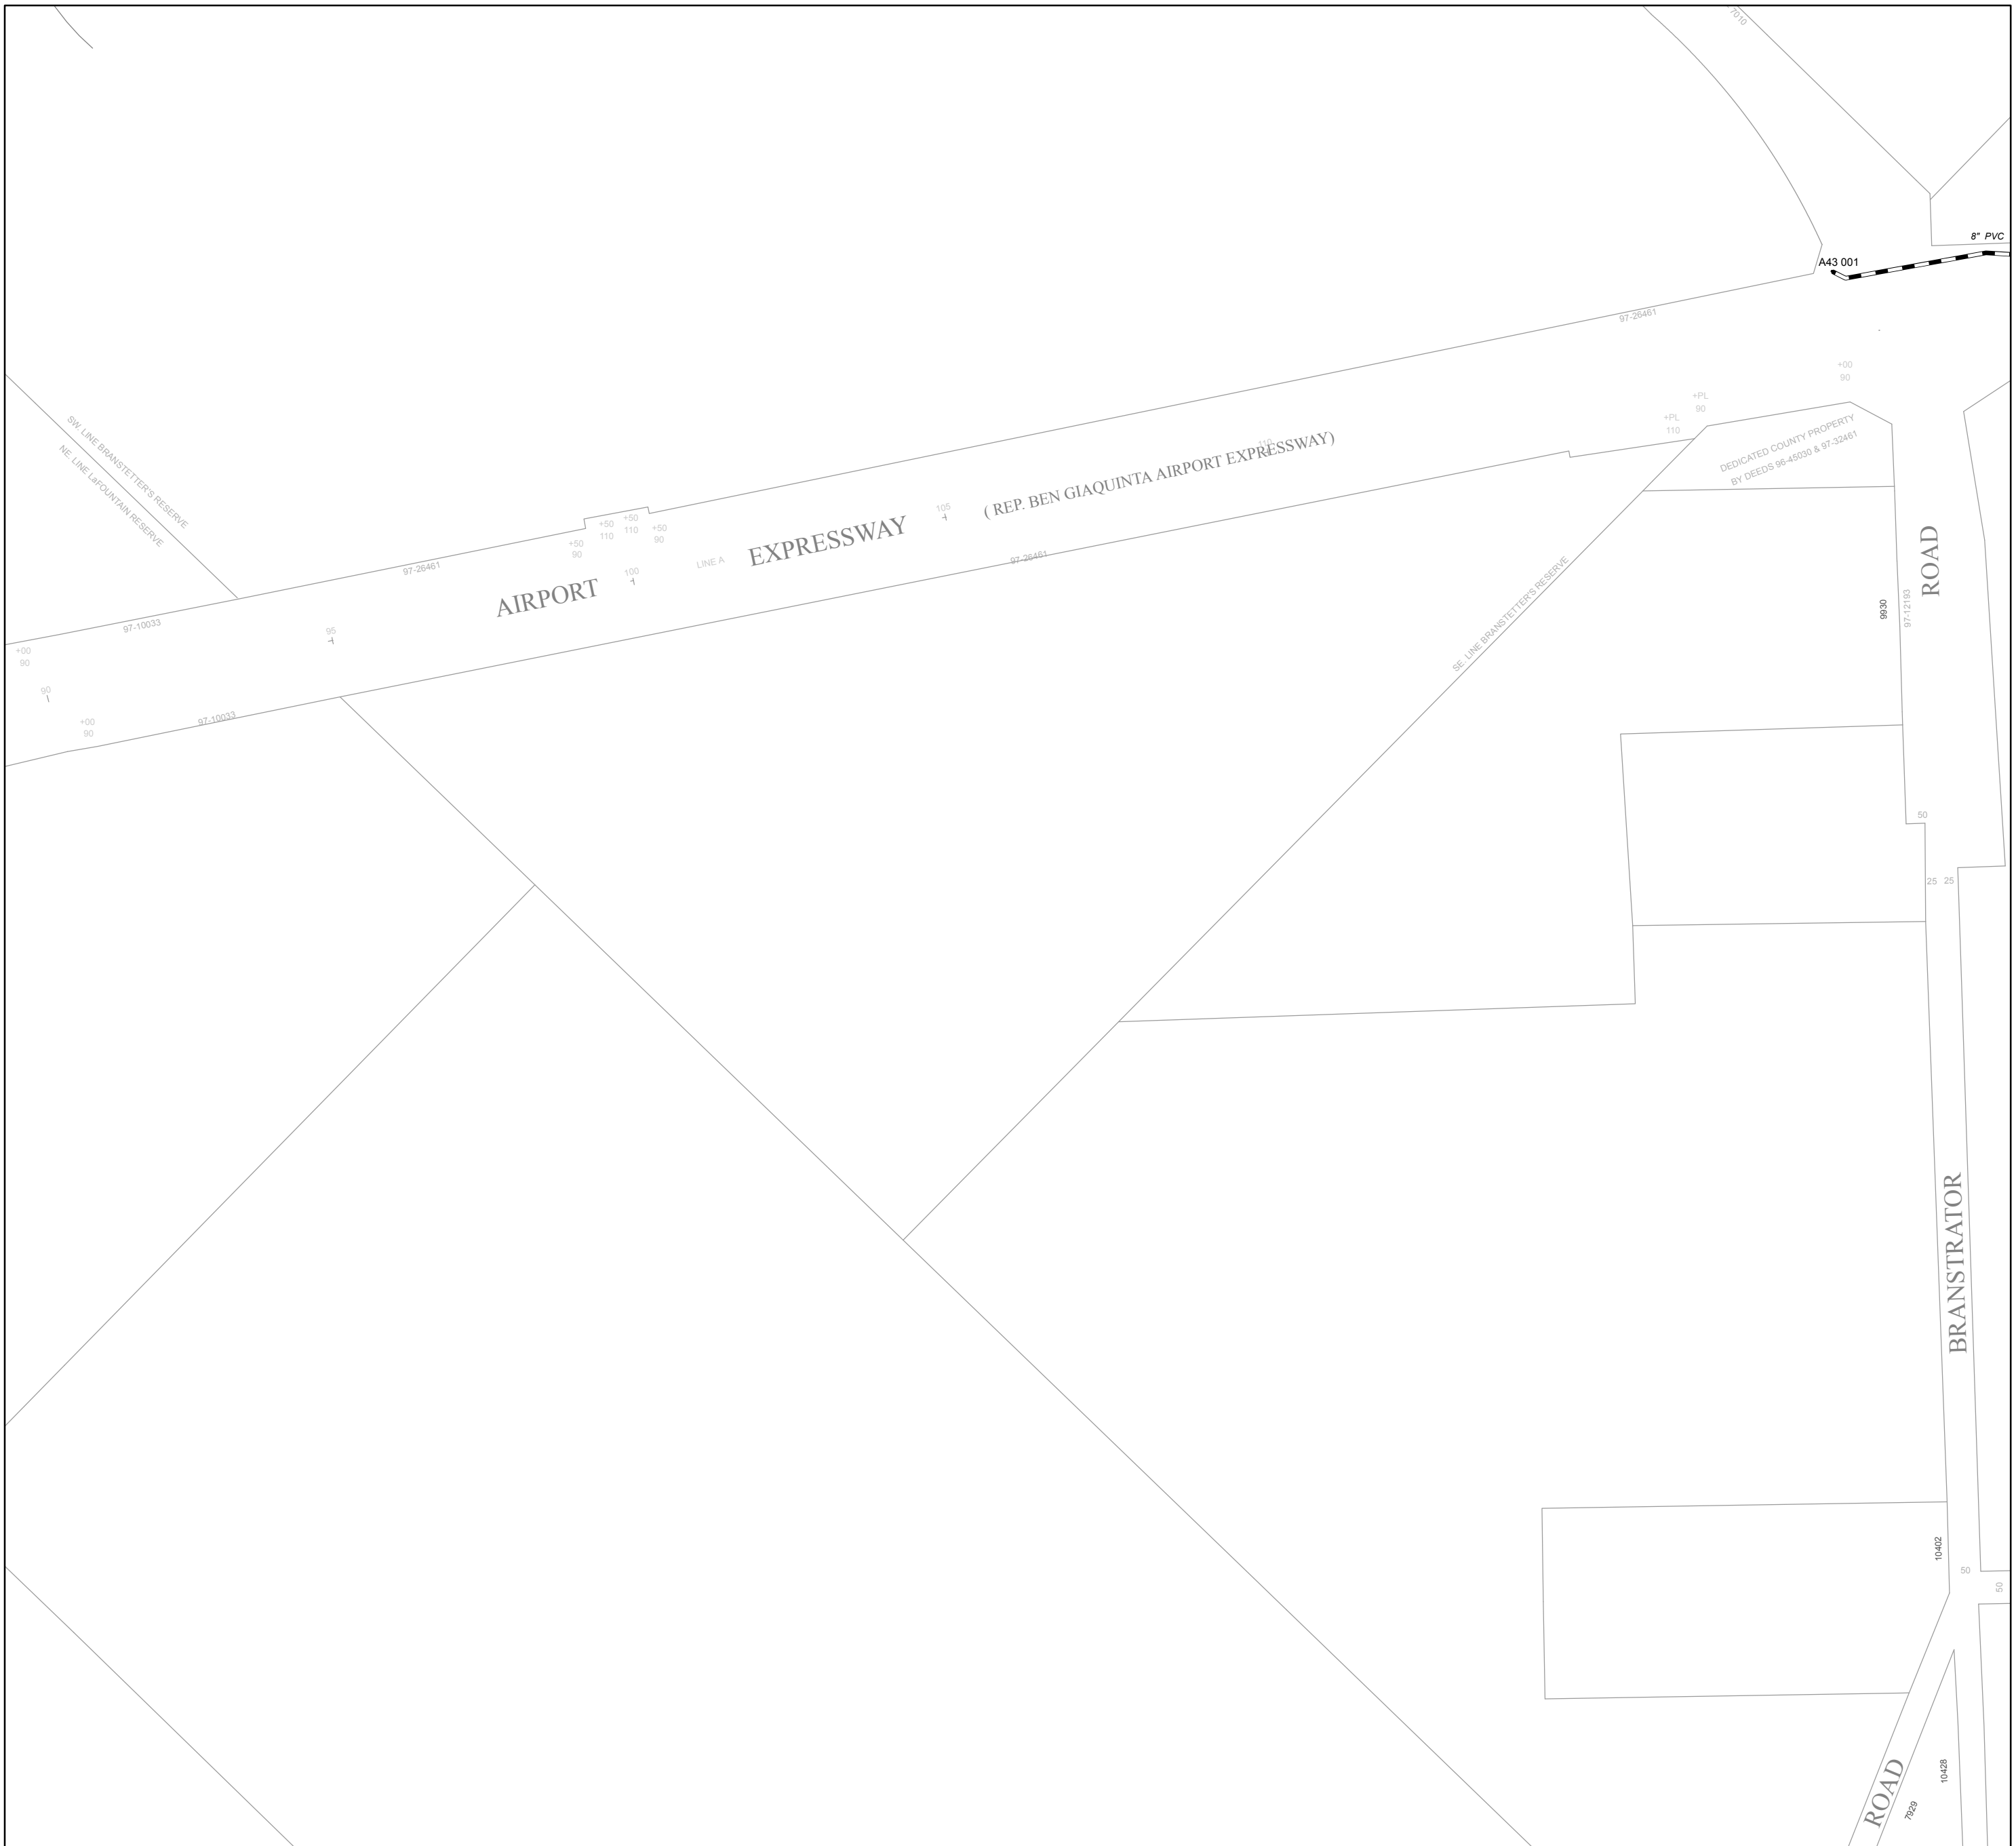 7010
8" PVC
A43 001
97-26461
+00
90
+PL
90
+PL
110
DEDICATED COUNTY PROPERTY
BY DEEDS 96-45030 & 97-32461
SW. LINE BRANSTETTER'S RESERVE
NE. LINE LaFOUNTAIN RESERVE
110
( REP. BEN GIAQUINTA AIRPORT EXPRESSWAY)
105
EXPRESSWAY
LINE A
+50
90
+50
110
+50
110
+50
90
97-26461
97-26461
100
AIRPORT
95
97-10033
+00
90
90
+00
90
97-10033
SE. LINE BRANSTETTER'S RESERVE
ROAD
9930
97-12193
50
25 25
BRANSTRATOR
10402
50
50
ROAD
7929
10428